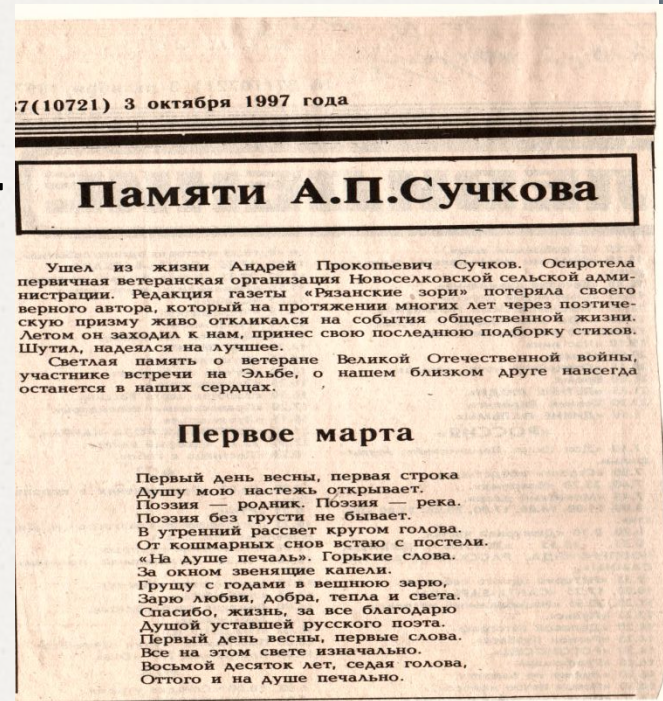 7(10721) 3 октября 1997 года
Памяти А.П.Сучкова
Ушел из жизни Андрей Прокопьевич Сучков. Осиротела
первичная ветеранская организация Новоселковской сельской адми-
нистрации. Редакция газеты «Рязанские зори» потеряла своего
верного автора, который на протяжении многих лет через поэтиче-
скую призму живо откликался на события общественной жизни.
Летом он заходил к нам, принес свою последнюю подборку стихов.
Шутил, надеялся на лучшее.
Светлая память о ветеране Великой Отечественной войны,
участнике встречи на Эльбе, о нашем близком друге навсегда
останется в наших сердцах.
Первое марта
Первый день весны, первая строка
Душу мою настежь открывает.
Поэзия — родник. Поэзия — река.
Поэзия без грусти не бывает.
В утренний рассвет кругом голова.
От кошмарных снов встаю с постели.
«На душе печаль». Горькие слова.
За окном звенящие капели.
Грущу с годами в вешнюю зарю,
Зарю любви, добра, тепла и света.
Спасибо, жизнь, за все благодарю
Душой уставшей русского поэта.
Первый день весны, первые слова.
Все на этом свете изначально.
Восьмой десяток лет, седая голова,
Оттого и на душе печально.